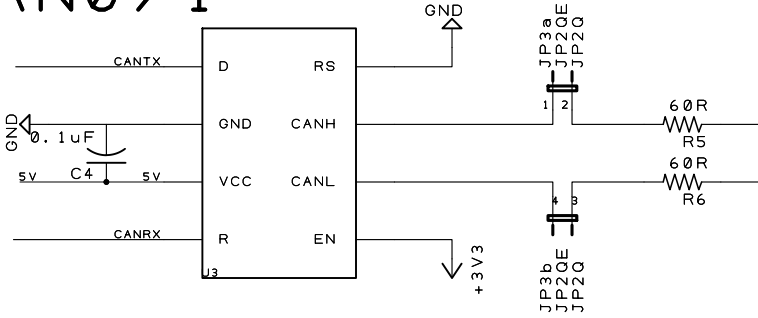 GND
JP3a
JP2QE
JP2Q
CANTX
D
RS
1 2
60R
GND
0.1uF
GND
CANH
R5
60R
5V
C4
5V
VCC
CANL
R6
4 3
CANRX
R
EN
+3V3
U3
JP3b
JP2QE
JP2Q